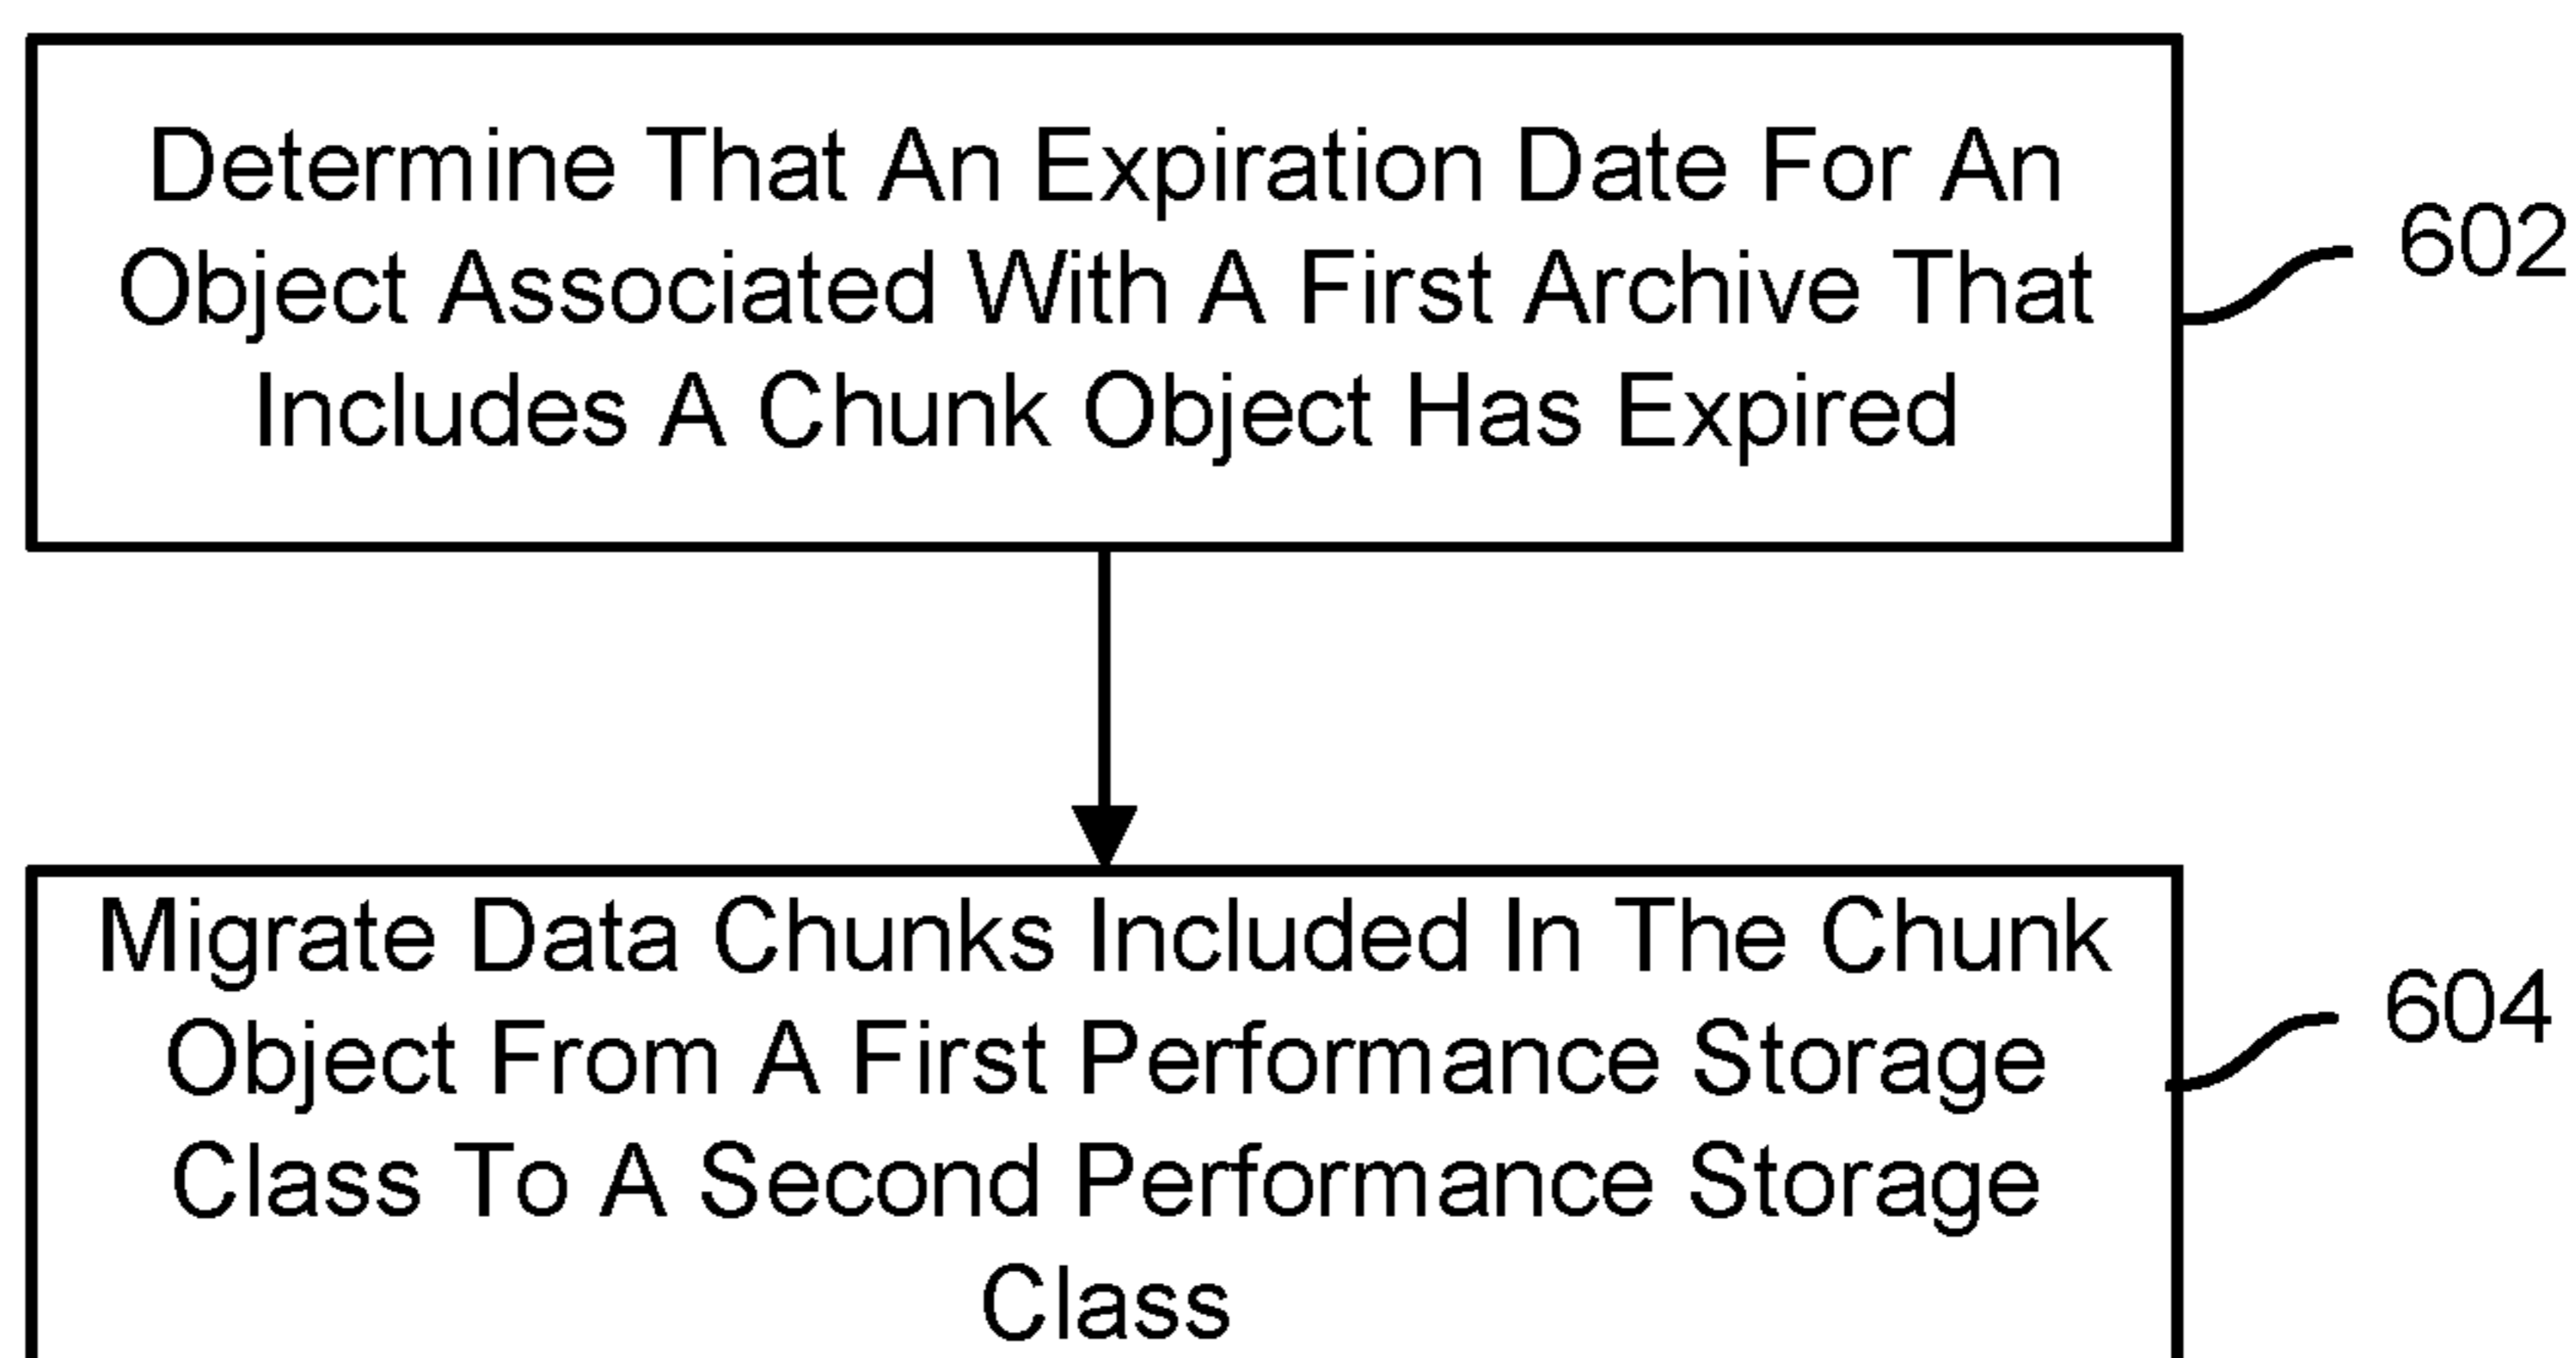 Determine That An Expiration Date For An
Object Associated With A First Archive That
Includes A Chunk Object Has Expired
602
Migrate Data Chunks Included In The Chunk
Object From A First Performance Storage
Class To A Second Performance Storage
Class
604